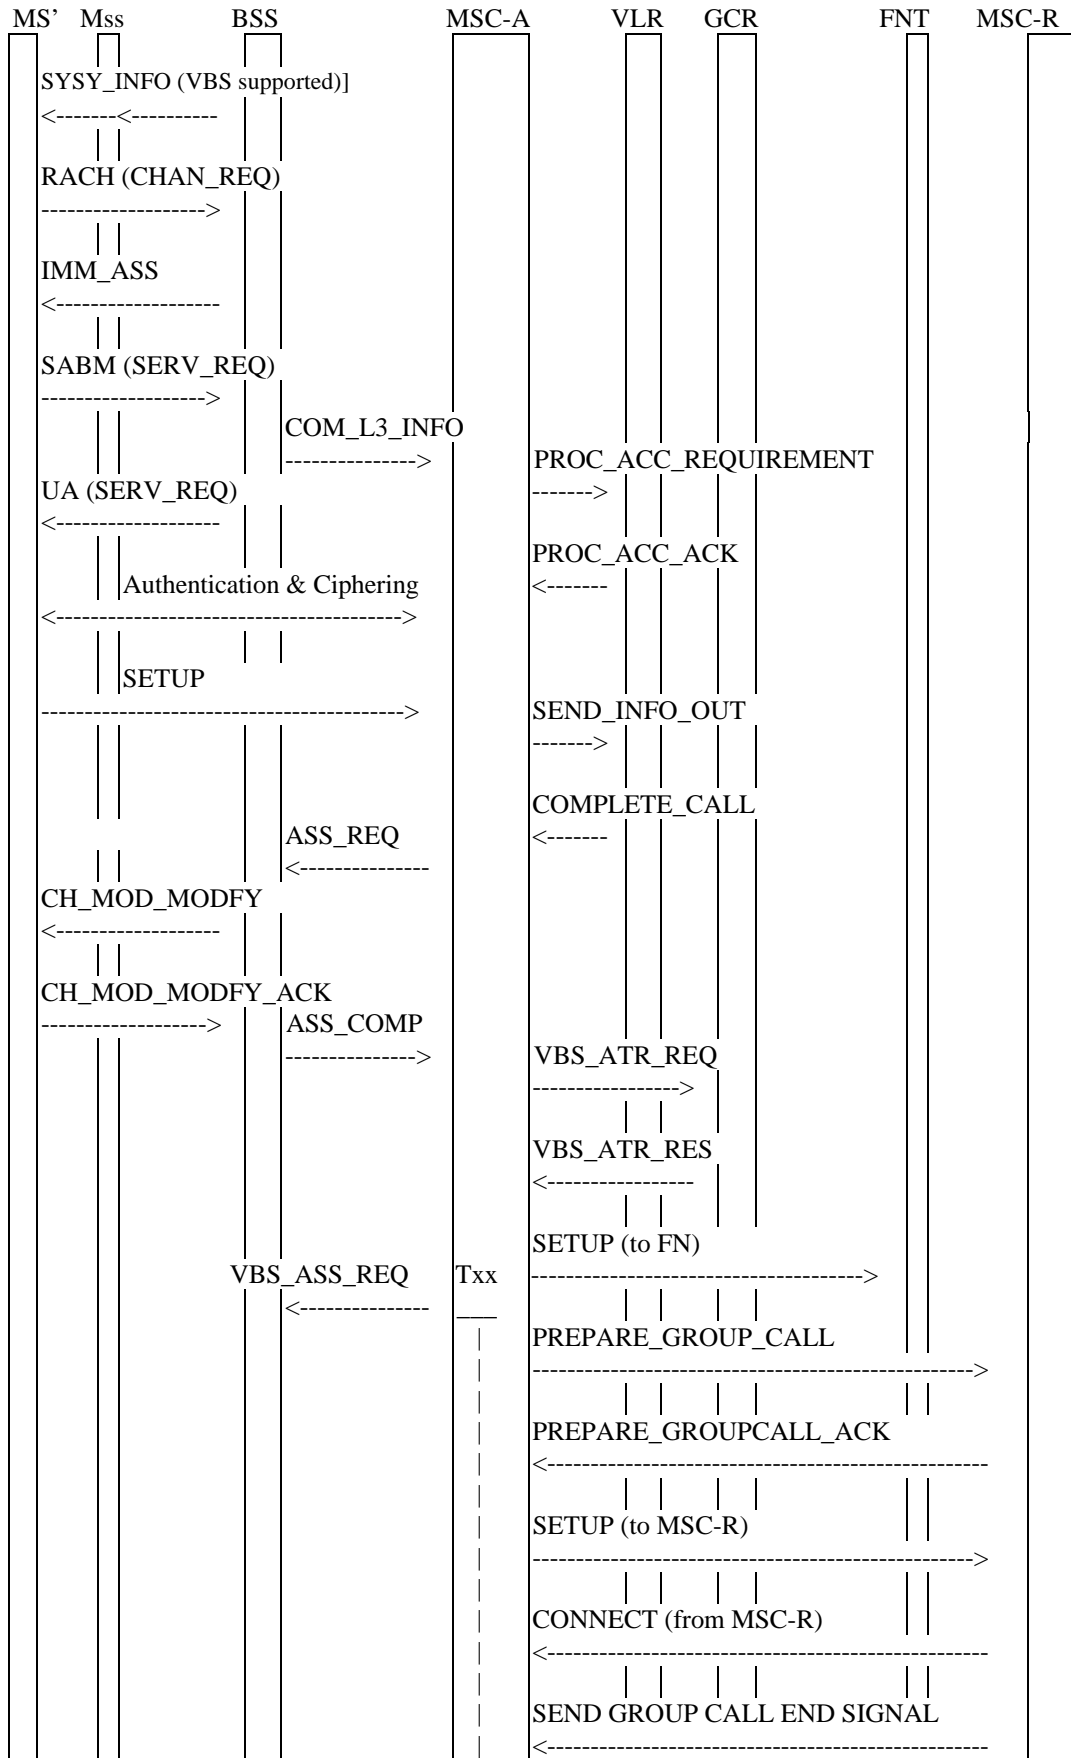 MS’ Mss BSS MSC-A VLR GCR FNT MSC-R
SYSY_INFO (VBS supported)]
<-------<----------
RACH (CHAN_REQ)
------------------->
IMM_ASS
<-------------------
SABM (SERV_REQ)
------------------->
COM_L3_INFO
--------------->
PROC_ACC_REQUIREMENT
------->
UA (SERV_REQ)
<-------------------
PROC_ACC_ACK
<-------
Authentication & Ciphering
<---------------------------------------->
SETUP
------------------------------------------>
SEND_INFO_OUT
------->
COMPLETE_CALL
<-------
ASS_REQ
<---------------
CH_MOD_MODFY
<-------------------
CH_MOD_MODFY_ACK
------------------->
ASS_COMP
--------------->
VBS_ATR_REQ
----------------->
VBS_ATR_RES
<-----------------
SETUP (to FN)
-------------------------------------->
VBS_ASS_REQ Txx
<--------------- ___
PREPARE_GROUP_CALL
--------------------------------------------------->
PREPARE_GROUPCALL_ACK
<---------------------------------------------------
SETUP (to MSC-R)
--------------------------------------------------->
CONNECT (from MSC-R)
<---------------------------------------------------
SEND GROUP CALL END SIGNAL
<---------------------------------------------------